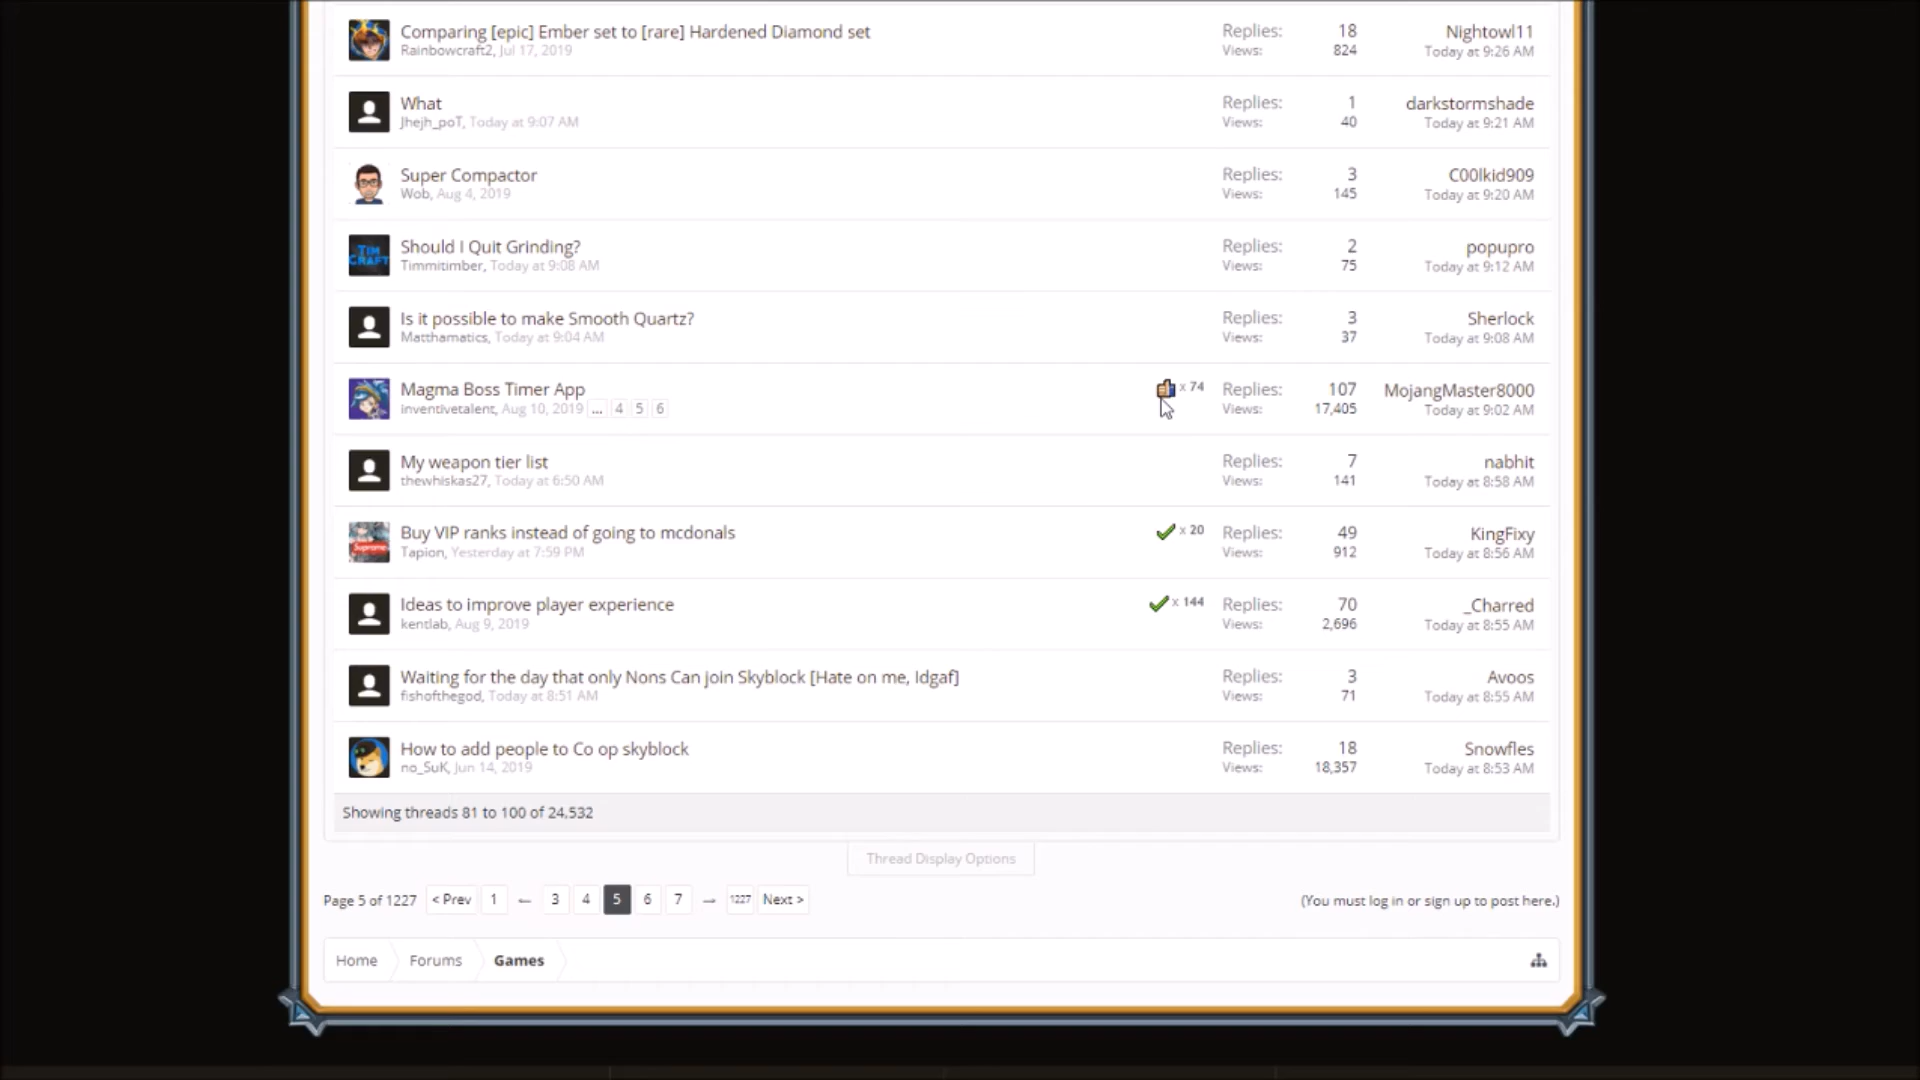 Comparing [epic] Ember set to [rare] Hardened Diamond set Replies: 18 Nightowl11
Rainbowcraft2, Jul 17, 2019 Views: 824 Today at 9:26 AM
What Replies: 1 darkstormshade
Jhejh_poT, Today at 9:07 AM Views: 40 Today at 9:21 AM
Super Compactor Replies: 3 C00lkid909
Wob, Aug 4, 2019 Views: 145 Today at 9:20 AM
TIM CRAFT Should I Quit Grinding? Replies: 2 popupro
Timmitimber, Today at 9:08 AM Views: 75 Today at 9:12 AM
Is it possible to make Smooth Quartz? Replies: 3 Sherlock
Matthamatics, Today at 9:04 AM Views: 37 Today at 9:08 AM
Magma Boss Timer App x 74 Replies: 107 MojangMaster8000
inventivetalent, Aug 10, 2019 ... 4 5 6 Views: 17,405 Today at 9:02 AM
My weapon tier list Replies: 7 nabhit
thewhiskas27, Today at 6:50 AM Views: 141 Today at 8:58 AM
Buy VIP ranks instead of going to mcdonals x 20 Replies: 49 KingFixy
Supreme Tapion, Yesterday at 7:59 PM Views: 912 Today at 8:56 AM
Ideas to improve player experience x 144 Replies: 70 _Charred
kentlab, Aug 9, 2019 Views: 2,696 Today at 8:55 AM
Waiting for the day that only Nons Can join Skyblock [Hate on me, Idgaf] Replies: 3 Avoos
fishofthegod, Today at 8:51 AM Views: 71 Today at 8:55 AM
How to add people to Co op skyblock Replies: 18 Snowfles
no_SuK, Jun 14, 2019 Views: 18,357 Today at 8:53 AM
Showing threads 81 to 100 of 24,532
Thread Display Options
Page 5 of 1227 < Prev 1 ← 3 4 5 6 7 → 1227 Next > (You must log in or sign up to post here.)
Home Forums Games